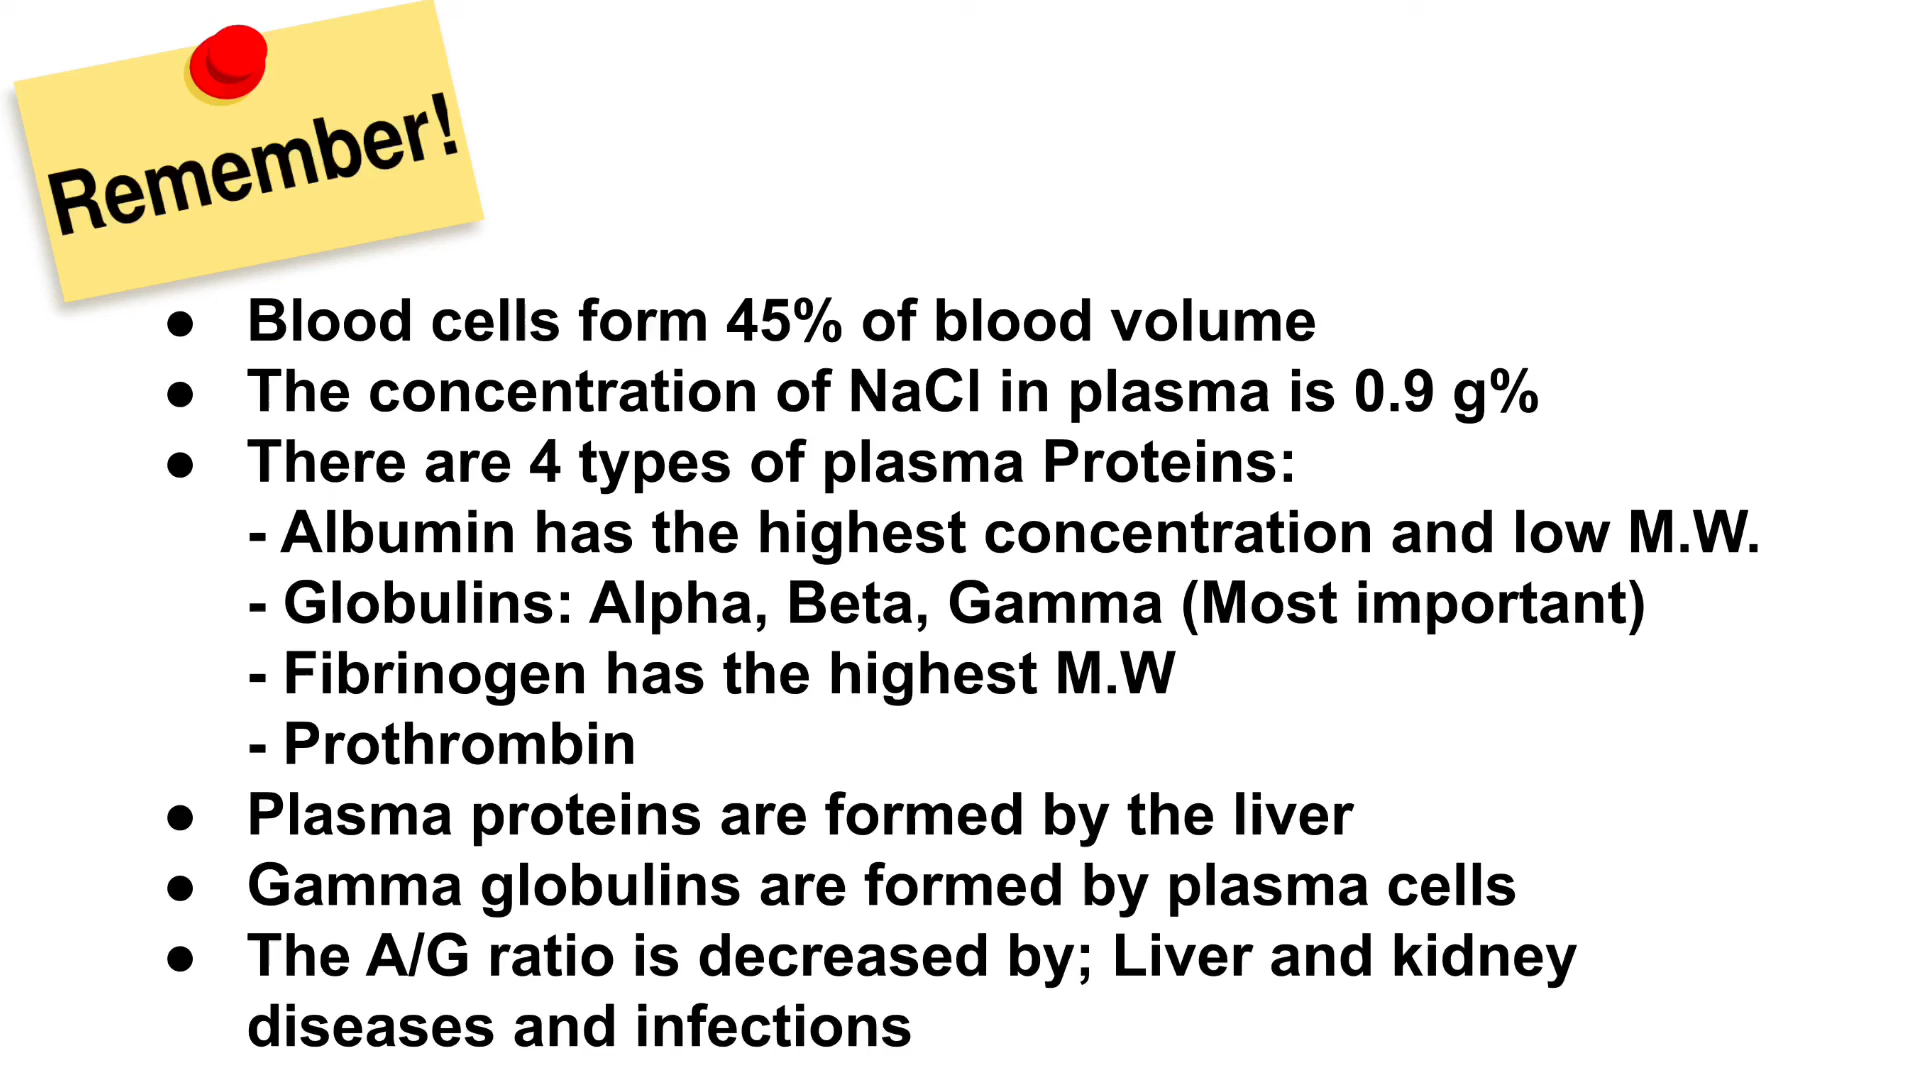 Remember!
● Blood cells form 45% of blood volume
● The concentration of NaCl in plasma is 0.9 g%
● There are 4 types of plasma Proteins:
- Albumin has the highest concentration and low M.W.
- Globulins: Alpha, Beta, Gamma (Most important)
- Fibrinogen has the highest M.W
- Prothrombin
● Plasma proteins are formed by the liver
● Gamma globulins are formed by plasma cells
● The A/G ratio is decreased by; Liver and kidney
diseases and infections